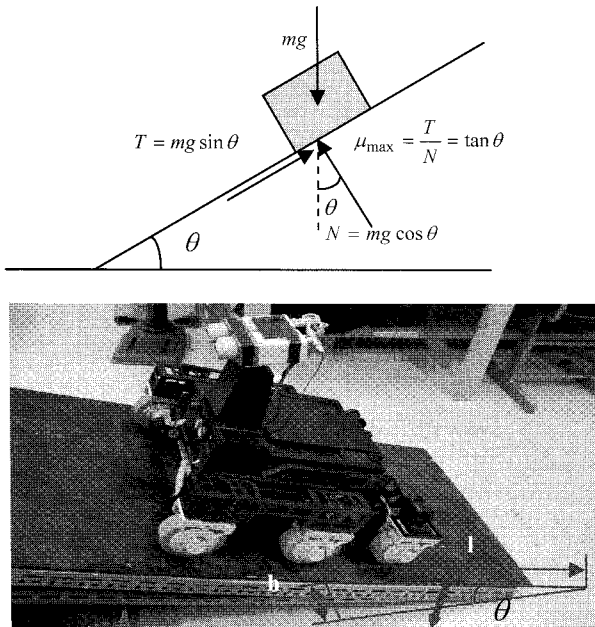 mg
T = mg sin θ
μmax = T/N = tan θ
θ
N = mg cos θ
θ
l
b
θ